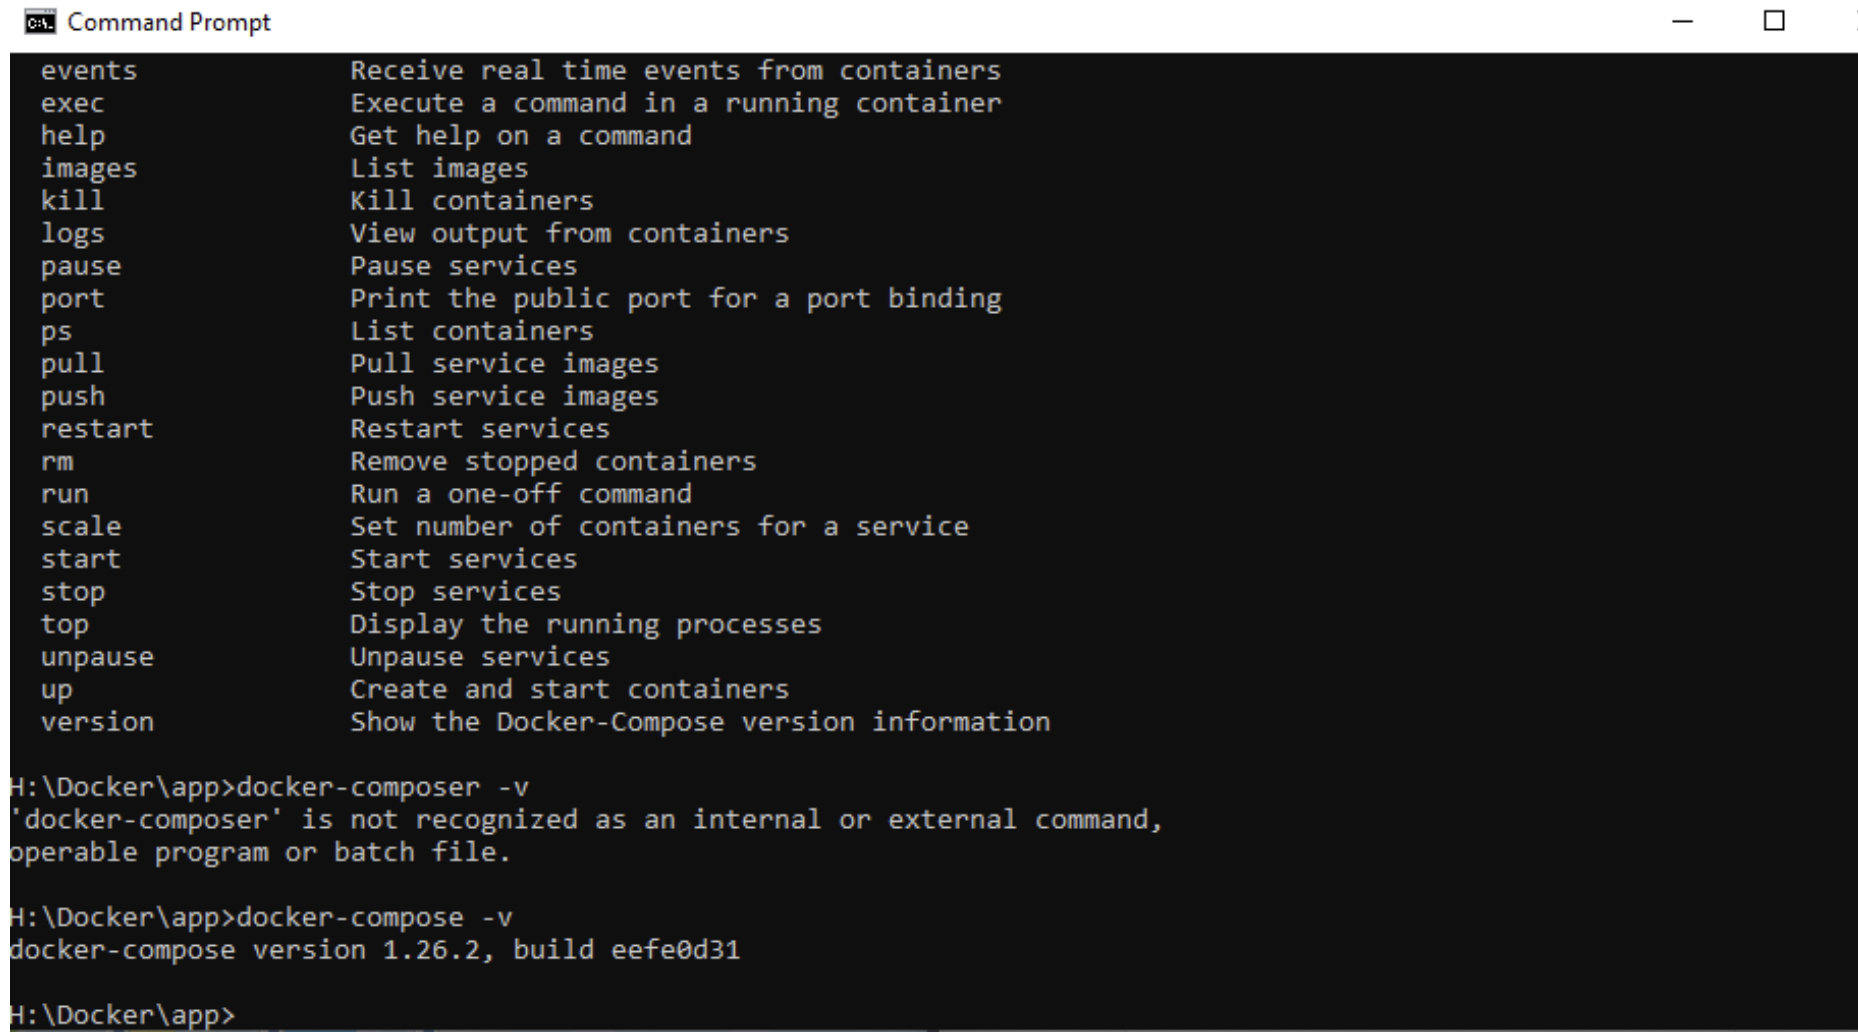 Command Prompt
events Receive real time events from containers
exec Execute a command in a running container
help Get help on a command
images List images
kill Kill containers
logs View output from containers
pause Pause services
port Print the public port for a port binding
ps List containers
pull Pull service images
push Push service images
restart Restart services
rm Remove stopped containers
run Run a one-off command
scale Set number of containers for a service
start Start services
stop Stop services
top Display the running processes
unpause Unpause services
up Create and start containers
version Show the Docker-Compose version information
H:\Docker\app>docker-composer -v
'docker-composer' is not recognized as an internal or external command,
operable program or batch file.
H:\Docker\app>docker-compose -v
docker-compose version 1.26.2, build eefe0d31
H:\Docker\app>